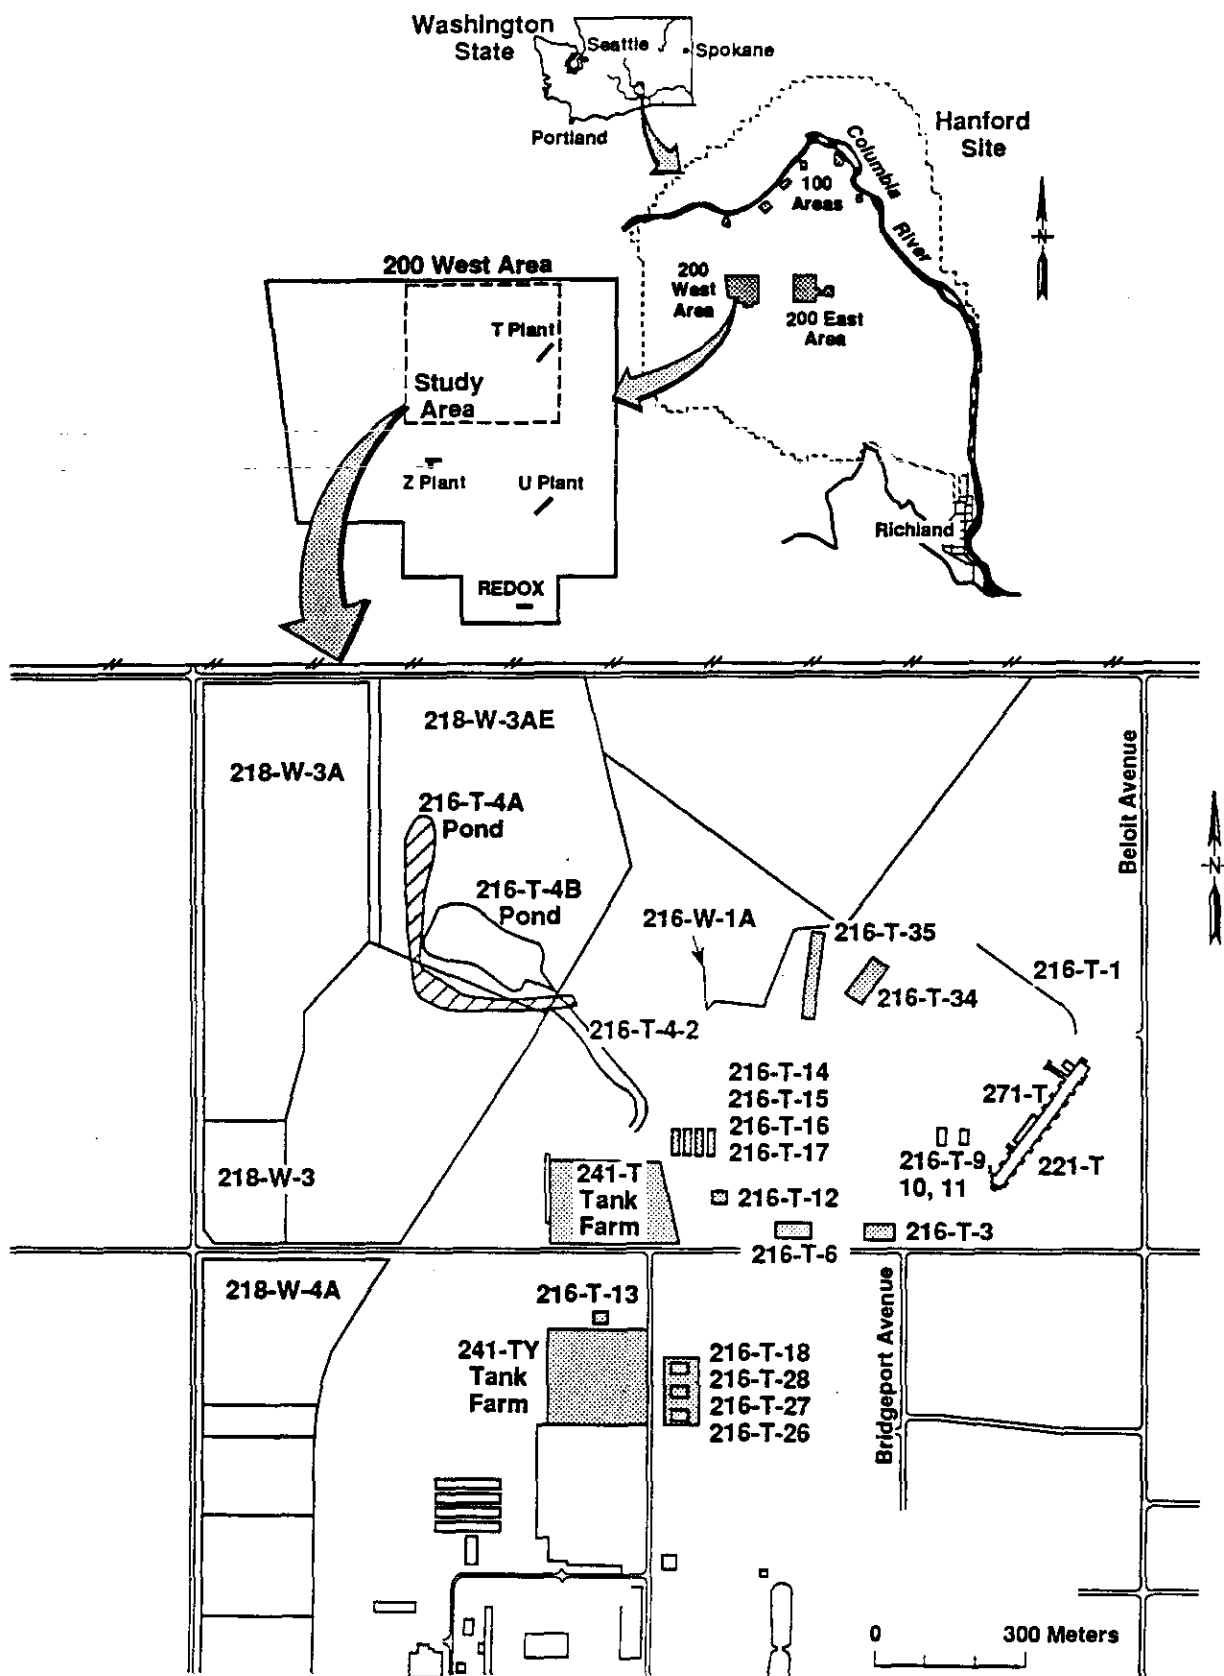 Washington
State
Seattle
Spokane
Portland
Hanford
Site
Columbia
River
100
Areas
N
200 West Area
200
West
Area
200 East
Area
T Plant
Study
Area
Z Plant
U Plant
Richland
REDOX
218-W-3AE
218-W-3A
Beloit Avenue
216-T-4A
Pond
N
216-T-4B
Pond
216-W-1A
216-T-35
216-T-1
216-T-34
216-T-4-2
216-T-14
216-T-15
216-T-16
216-T-17
271-T
216-T-9,
10, 11
221-T
218-W-3
241-T
Tank
Farm
216-T-12
216-T-3
216-T-6
218-W-4A
216-T-13
Bridgeport Avenue
241-TY
Tank
Farm
216-T-18
216-T-28
216-T-27
216-T-26
0 300 Meters